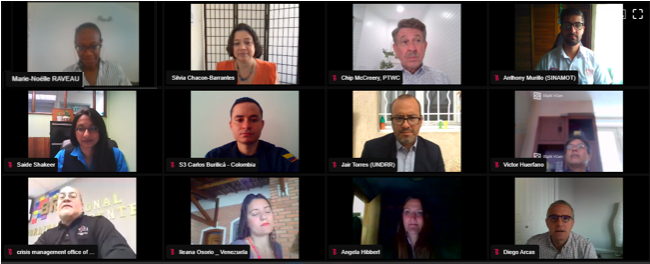 Marie-Noëlle RAVEAU
Silvia Chacon-Barrantes
Chip McCreery, PTWC
Anthony Murillo (SINAMOT)
Saide Shakeer
S3 Carlos Buriticá - Colombia
Jair Torres (UNDRR)
Victor Huerfano
crisis management office of ...
Ileana Osorio _ Venezuela
Angela Hibbert
Diego Arcas